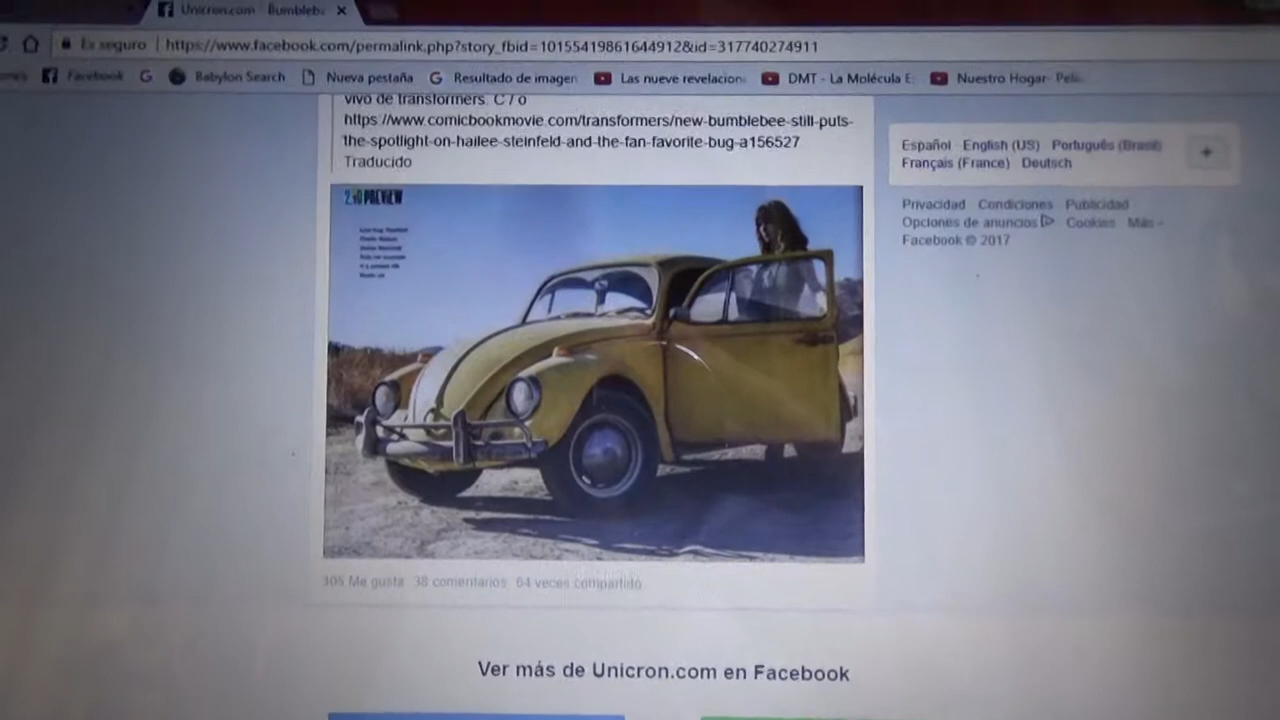 Unicron.com - Bumbleb
Es seguro https://www.facebook.com/permalink.php?story_fbid=10155419861644912&id=317740274911
Facebook G Babylon Search Nueva pestaña G Resultado de imagen Las nueve revelacion DMT - La Molécula E Nuestro Hogar- Peli
vivo de transformers. C / o
https://www.comicbookmovie.com/transformers/new-bumblebee-still-puts-
the-spotlight-on-hailee-steinfeld-and-the-fan-favorite-bug-a156527
Traducido
PREVIEW
305 Me gusta 38 comentarios 64 veces compartido
Ver más de Unicron.com en Facebook
Español English (US) Português (Brasil)
Français (France) Deutsch
+
Privacidad Condiciones Publicidad
Opciones de anuncios Cookies Más
Facebook © 2017